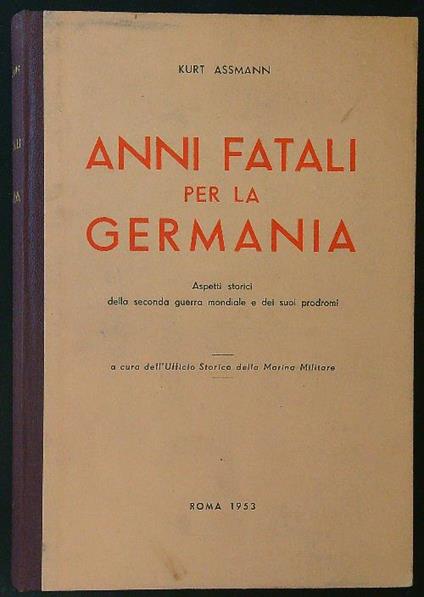 KURT ASSMANN
ANNI FATALI
PER LA
GERMANIA
Aspetti storici
della seconda guerra mondiale e dei suoi prodromi
a cura dell'Ufficio Storico della Marina Militare
ROMA 1953